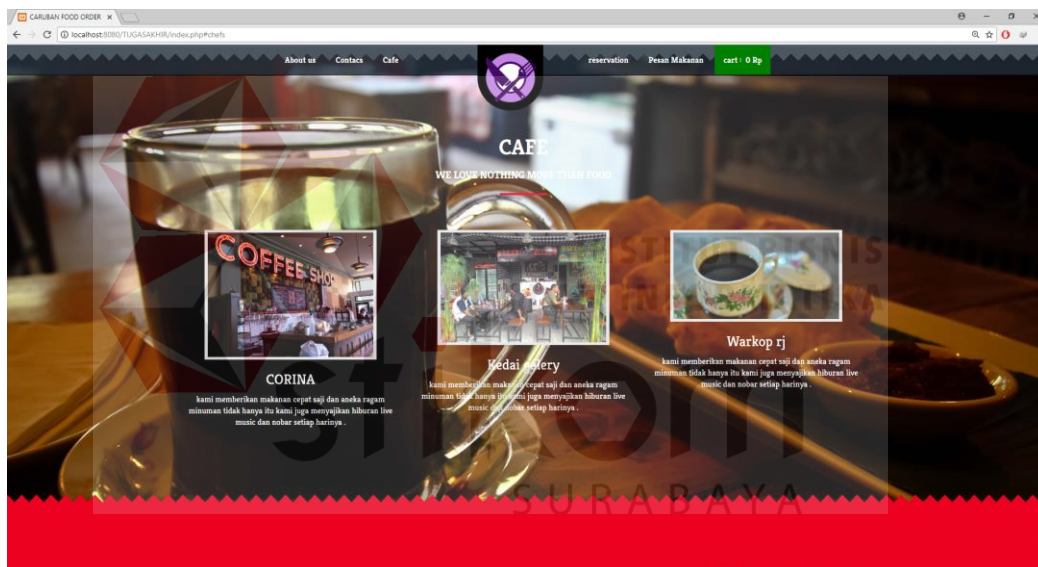 CARUBAN FOOD ORDER
localhost:8080/TUGASAKHIR/index.php#chefs
About us Contacs Cafe reservation Pesan Makanan cart : 0 Rp
CAFE
WE LOVE NOTHING MORE THAN FOOD
COFFEE SHOP
CORINA
kami memberikan makanan cepat saji dan aneka ragam
minuman tidak hanya itu kami juga menyajikan hiburan live
music dan nobar setiap harinya .
Kedai
kami memberikan makanan cepat saji dan aneka ragam
minuman tidak hanya itu kami juga menyajikan hiburan live
music dan nobar setiap harinya .
Warkop rj
kami memberikan makanan cepat saji dan aneka ragam
minuman tidak hanya itu kami juga menyajikan hiburan live
music dan nobar setiap harinya .
stikom
SURABAYA